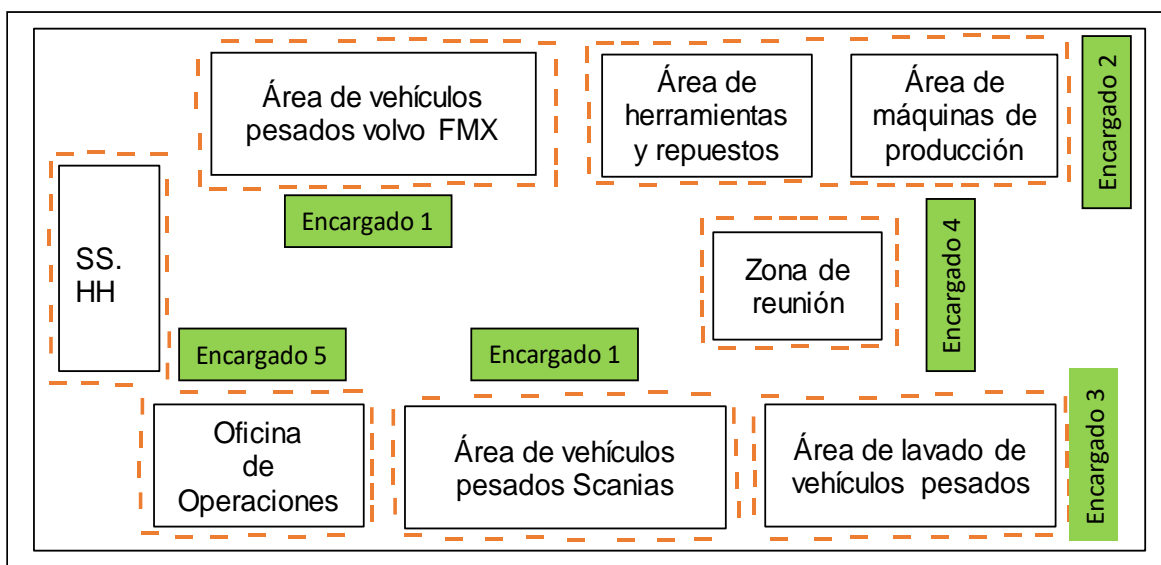 Área de vehículos
pesados volvo FMX
Área de
herramientas
y repuestos
Área de
máquinas de
producción
Encargado 2
Encargado 1
SS.
HH
Zona de
reunión
Encargado 4
Encargado 5
Encargado 1
Oficina
de
Operaciones
Área de vehículos
pesados Scanias
Área de lavado de
vehículos pesados
Encargado 3